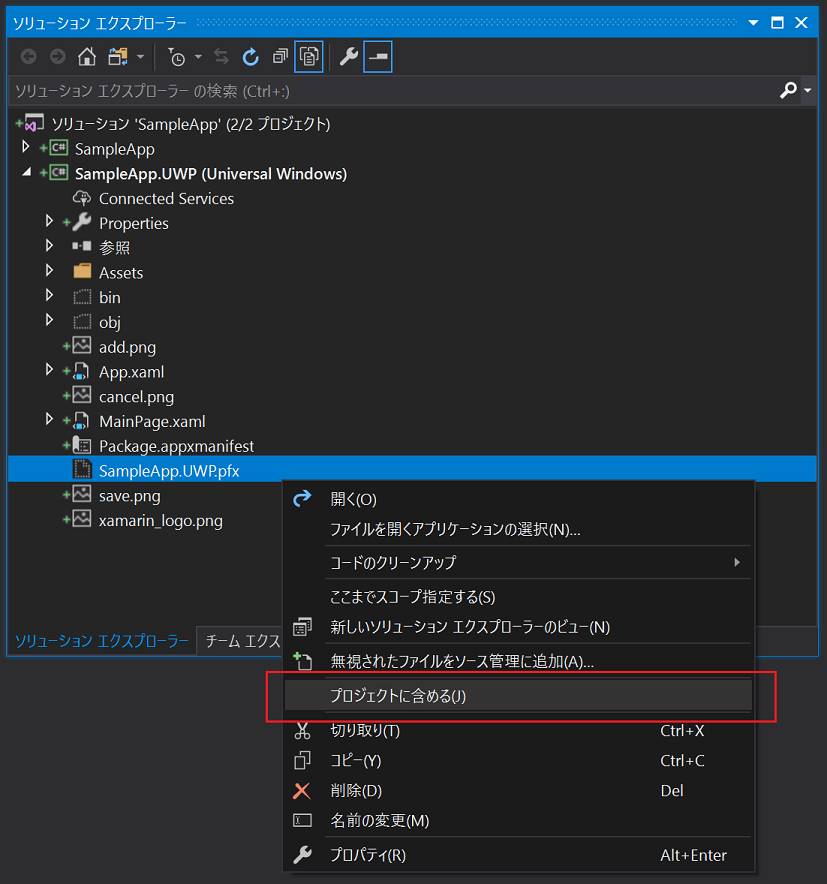 ソリューション エクスプローラー
ソリューション エクスプローラー の検索 (Ctrl+:)
ソリューション 'SampleApp' (2/2 プロジェクト)
SampleApp
SampleApp.UWP (Universal Windows)
Connected Services
Properties
参照
Assets
bin
obj
add.png
App.xaml
cancel.png
MainPage.xaml
Package.appxmanifest
SampleApp.UWP.pfx
save.png
xamarin_logo.png
開く(O)
ファイルを開くアプリケーションの選択(N)...
コードのクリーンアップ
ここまでスコープ指定する(S)
新しいソリューション エクスプローラーのビュー(N)
ソリューション エクスプローラー チーム エクス
無視されたファイルをソース管理に追加(A)...
プロジェクトに含める(J)
切り取り(T) Ctrl+X
コピー(Y) Ctrl+C
削除(D) Del
名前の変更(M)
プロパティ(R) Alt+Enter